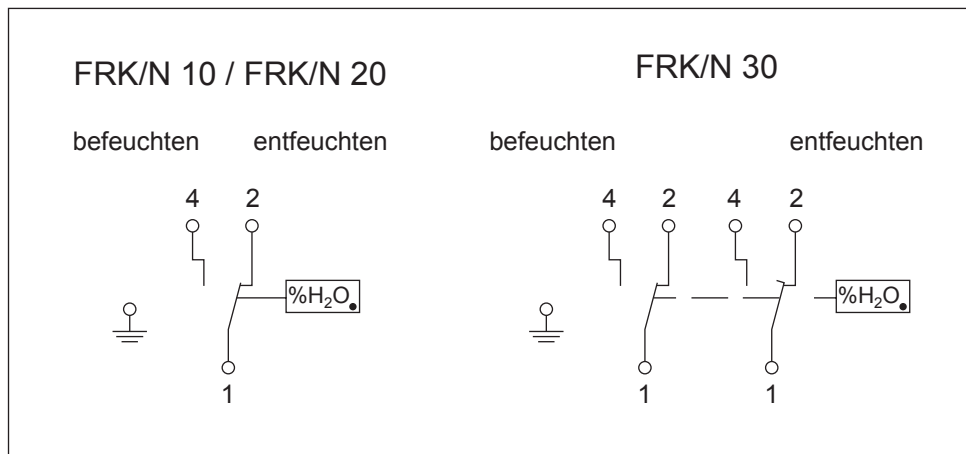 FRK/N 10 / FRK/N 20
befeuchten entfeuchten
4 2
%H₂O
1
FRK/N 30
befeuchten entfeuchten
4 2 4 2
%H₂O
1 1